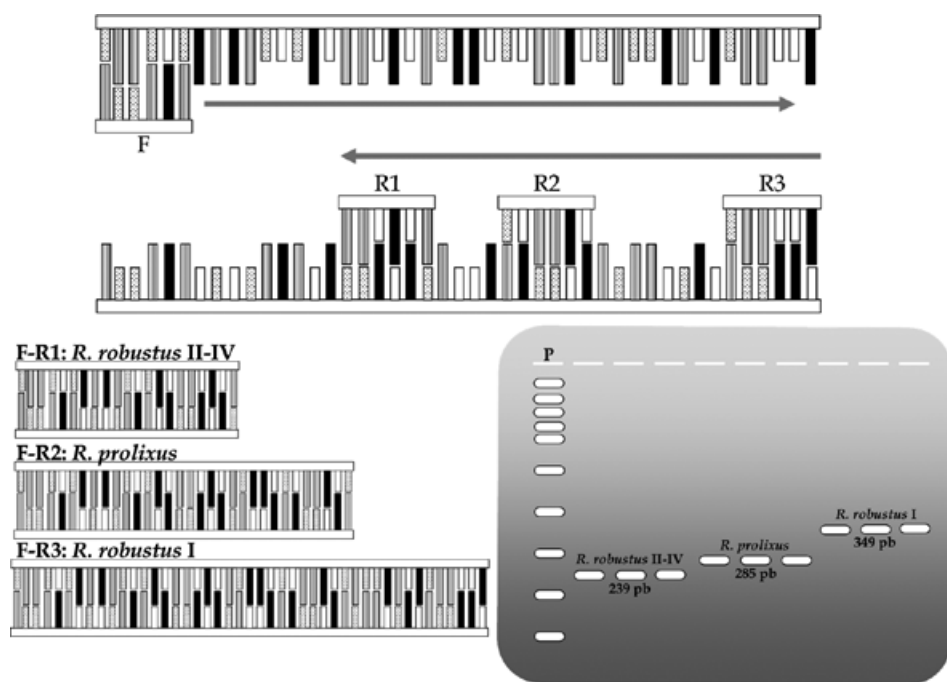 F
R1
R2
R3
F-R1: R. robustus II-IV
F-R2: R. prolixus
F-R3: R. robustus I
P
R. robustus I
349 pb
R. prolixus
285 pb
R. robustus II-IV
239 pb